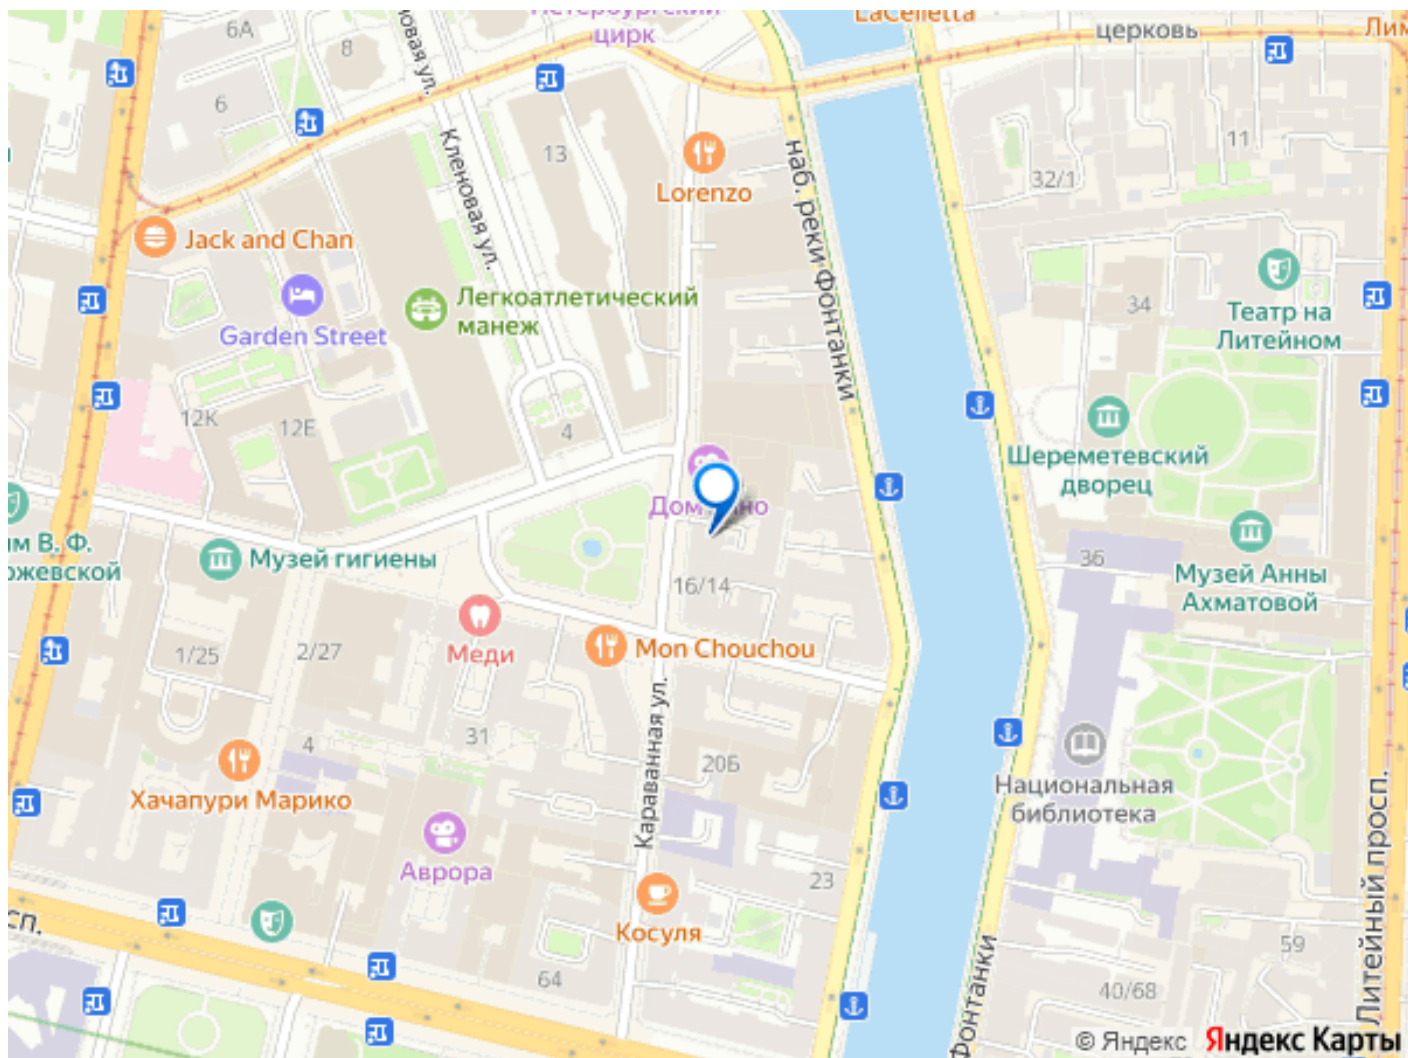 Петербургский
цирк
LaCelletta
церковь
6А
8
6
Кленовая ул.
13
Lorenzo
наб. реки Фонтанки
32/1
11
Jack and Chan
Garden Street
Легкоатлетический
манеж
34
Театр на
Литейном
12К
12Е
4
Шереметевский
дворец
Дом
Музей гигиены
16/14
36
Музей Анны
Ахматовой
1/25
2/27
Меди
Mon Chouchou
4
31
Караванная ул.
20Б
Хачапури Марико
Национальная
библиотека
Аврора
23
Косуля
64
Фонтанки
59
40/68
Литейный просп.
© Яндекс Яндекс Карты